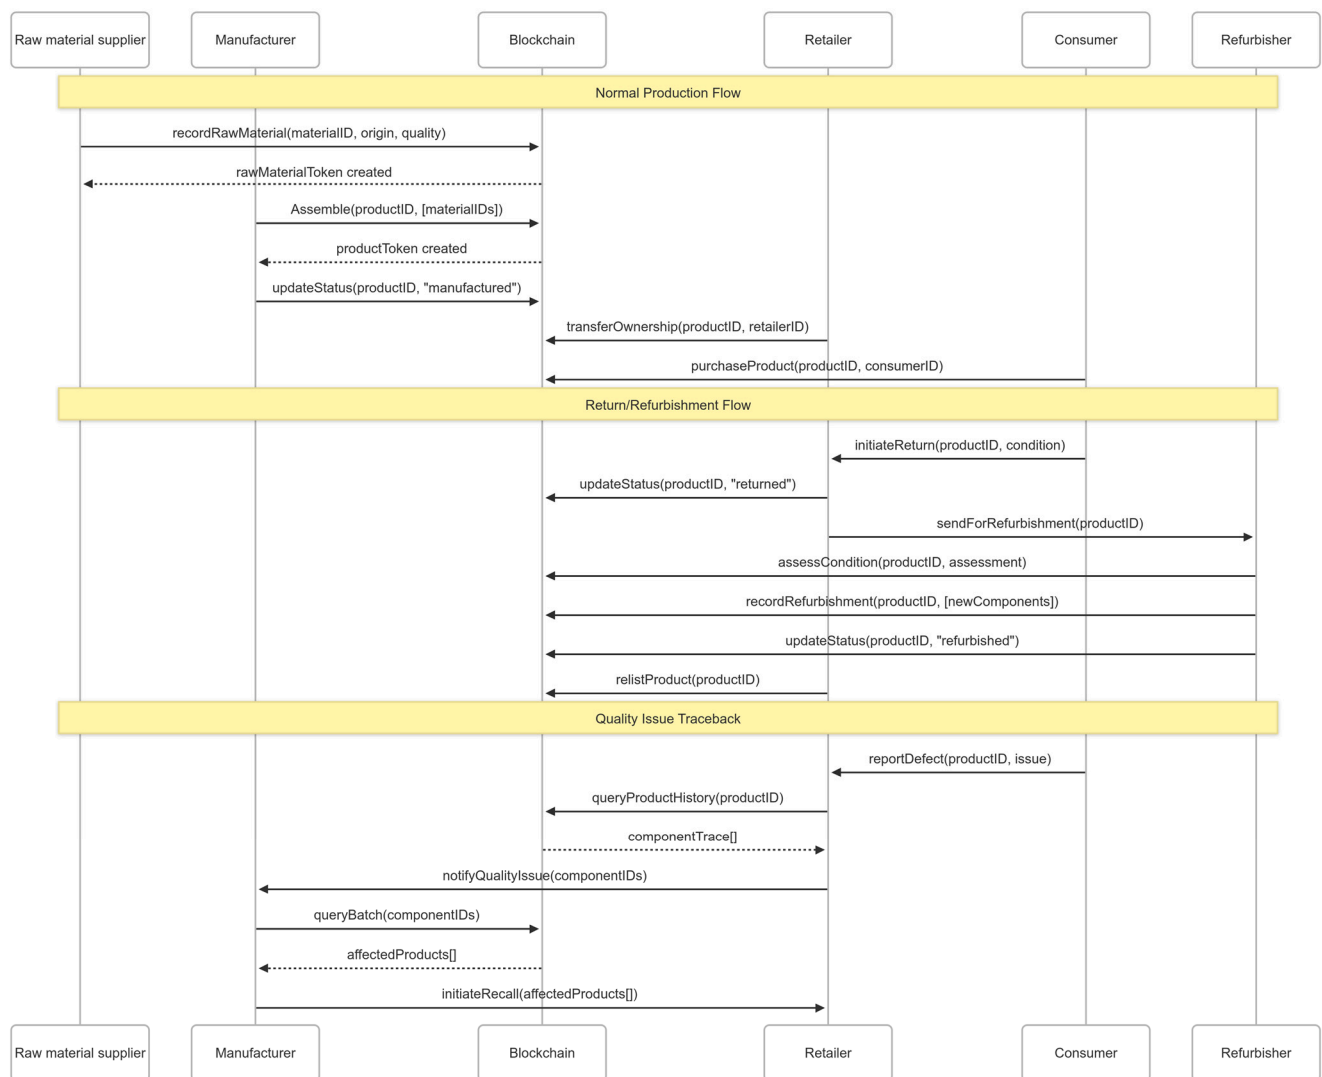 Raw material supplier
Manufacturer
Blockchain
Retailer
Consumer
Refurbisher
Normal Production Flow
recordRawMaterial(materialID, origin, quality)
rawMaterialToken created
Assemble(productID, [materialIDs])
productToken created
updateStatus(productID, "manufactured")
transferOwnership(productID, retailerID)
purchaseProduct(productID, consumerID)
Return/Refurbishment Flow
initiateReturn(productID, condition)
updateStatus(productID, "returned")
sendForRefurbishment(productID)
assessCondition(productID, assessment)
recordRefurbishment(productID, [newComponents])
updateStatus(productID, "refurbished")
relistProduct(productID)
Quality Issue Traceback
reportDefect(productID, issue)
queryProductHistory(productID)
componentTrace[]
notifyQualityIssue(componentIDs)
queryBatch(componentIDs)
affectedProducts[]
initiateRecall(affectedProducts[])
Raw material supplier
Manufacturer
Blockchain
Retailer
Consumer
Refurbisher